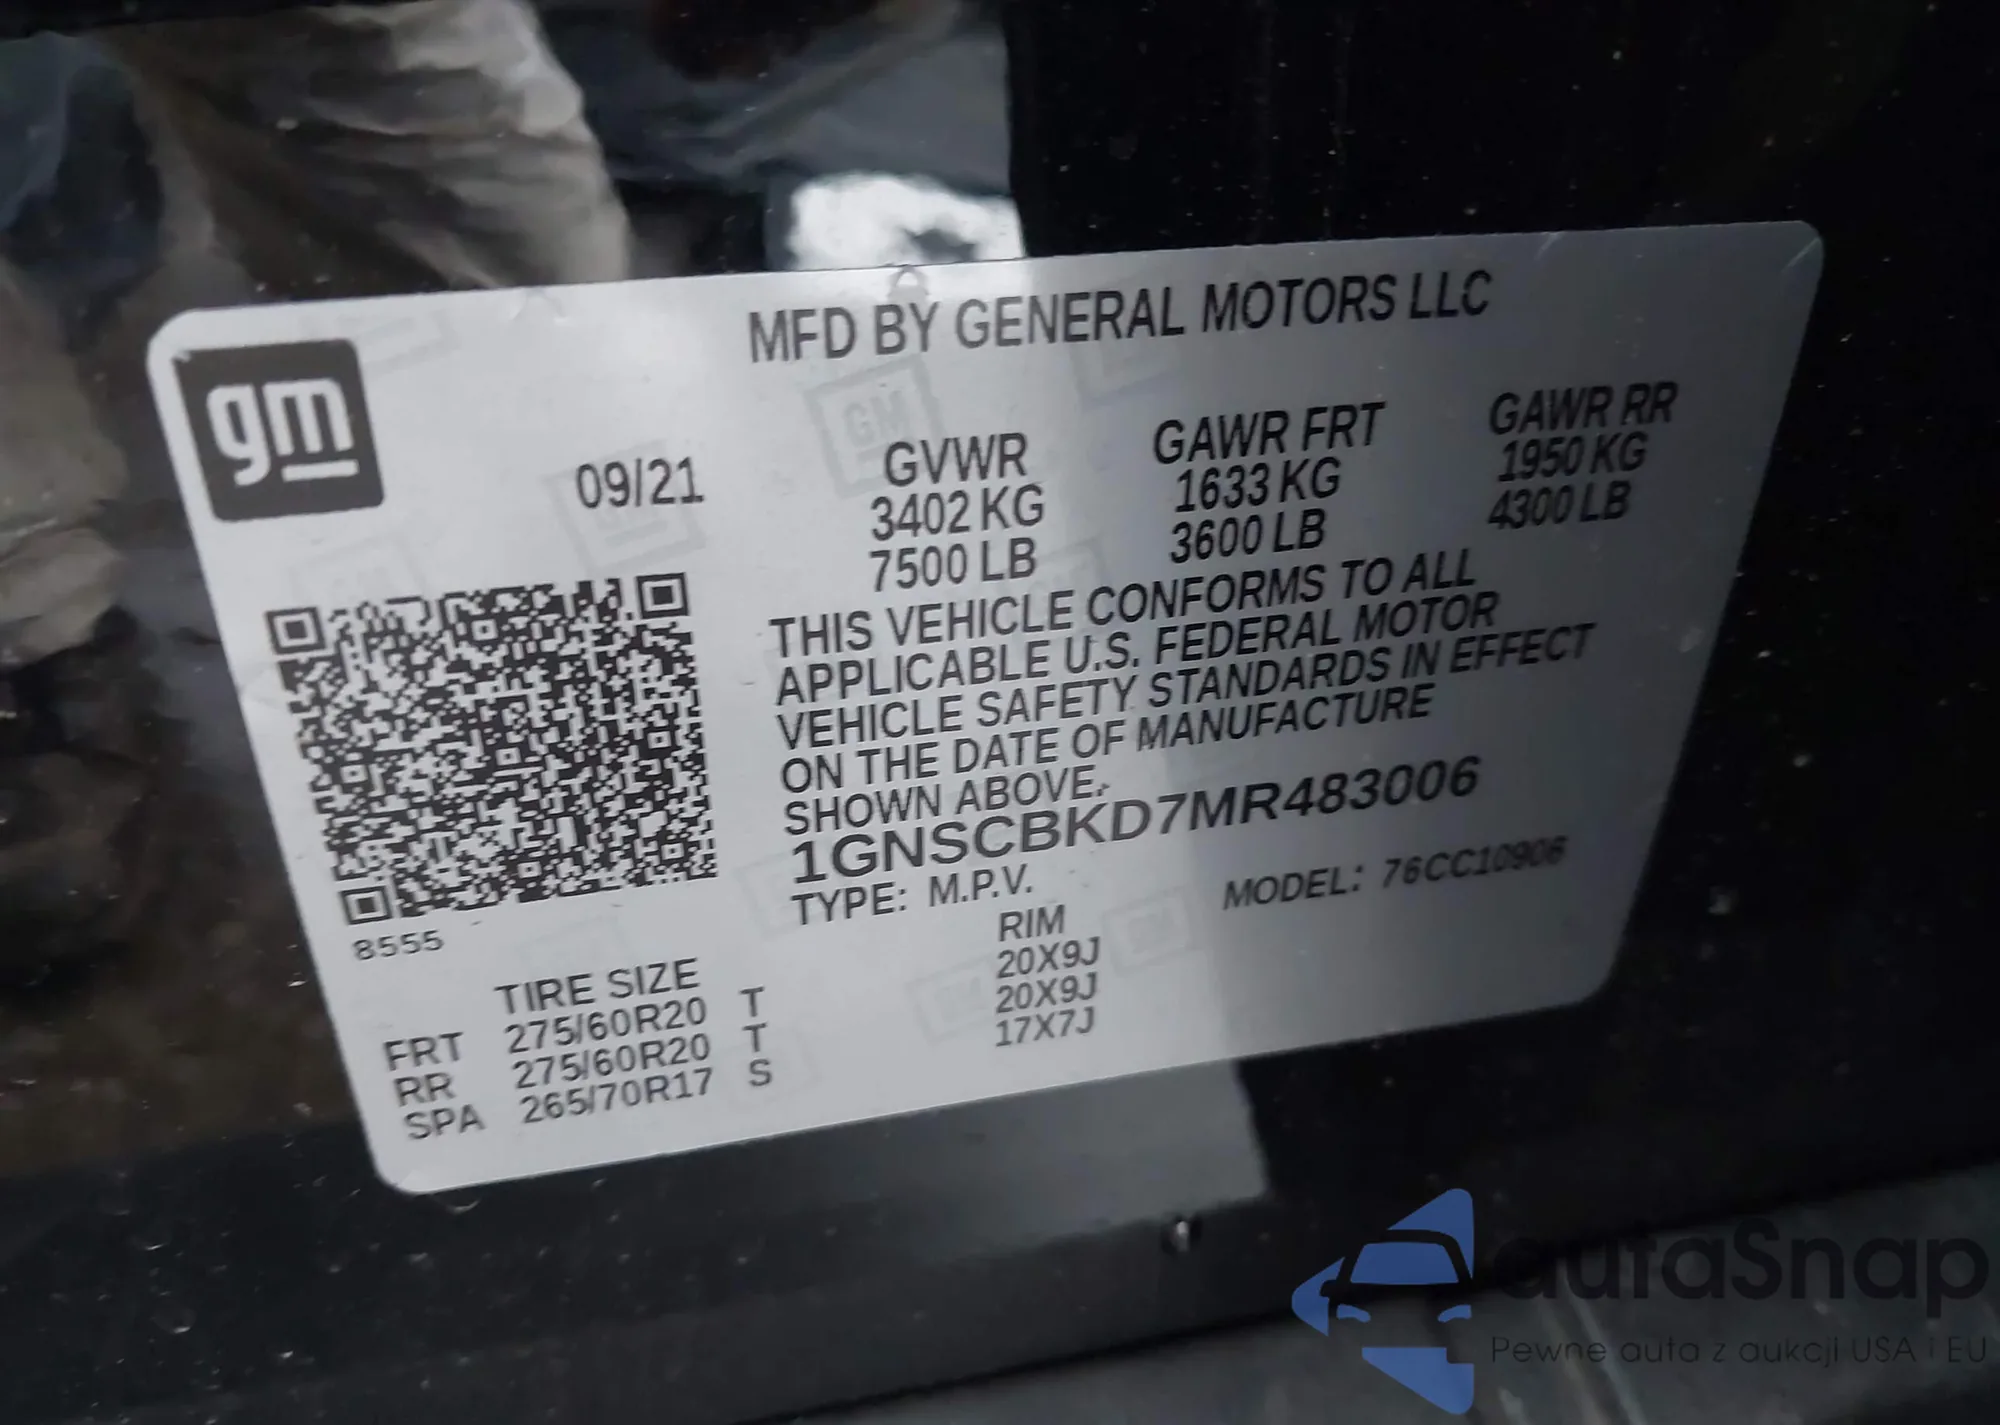 gm
MFD BY GENERAL MOTORS LLC
09/21
GVWR GAWR FRT GAWR RR
3402 KG 1633 KG 1950 KG
7500 LB 3600 LB 4300 LB
THIS VEHICLE CONFORMS TO ALL
APPLICABLE U.S. FEDERAL MOTOR
VEHICLE SAFETY STANDARDS IN EFFECT
ON THE DATE OF MANUFACTURE
SHOWN ABOVE.
1GNSCBKD7MR483006
TYPE: M.P.V. MODEL: 76CC10906
8555
TIRE SIZE RIM
FRT 275/60R20 T 20X9J
RR 275/60R20 T 20X9J
SPA 265/70R17 S 17X7J
autaSnap
Pewne auta z aukcji USA i EU